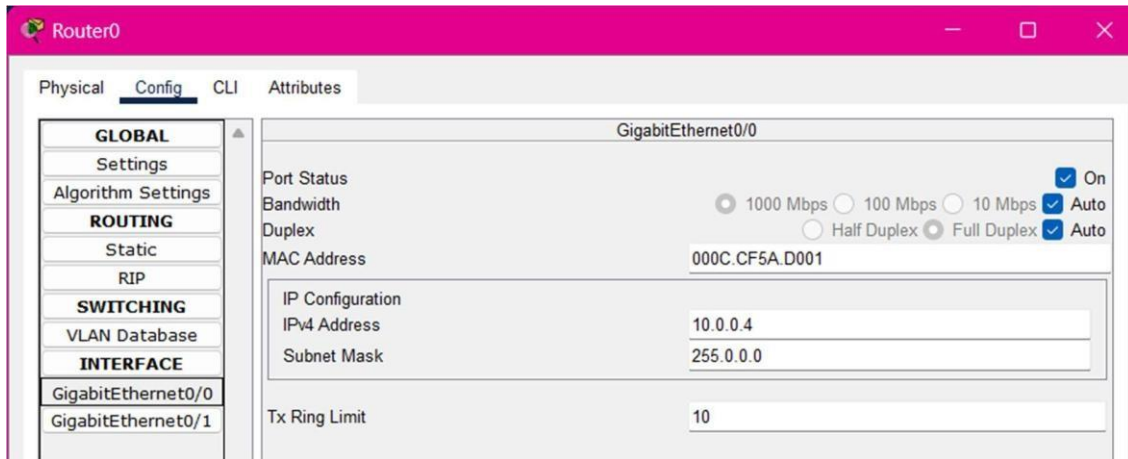 Router0
Physical Config CLI Attributes
GLOBAL
Settings
Algorithm Settings
ROUTING
Static
RIP
SWITCHING
VLAN Database
INTERFACE
GigabitEthernet0/0
GigabitEthernet0/1
GigabitEthernet0/0
Port Status On
Bandwidth 1000 Mbps 100 Mbps 10 Mbps Auto
Duplex Half Duplex Full Duplex Auto
MAC Address 000C.CF5A.D001
IP Configuration
IPv4 Address 10.0.0.4
Subnet Mask 255.0.0.0
Tx Ring Limit 10